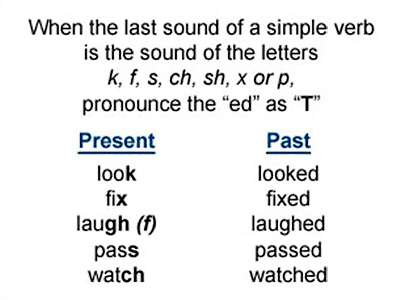 When the last sound of a simple verb
is the sound of the letters
k, f, s, ch, sh, x or p,
pronounce the “ed” as “T”
Present Past
look looked
fix fixed
laugh (f) laughed
pass passed
watch watched